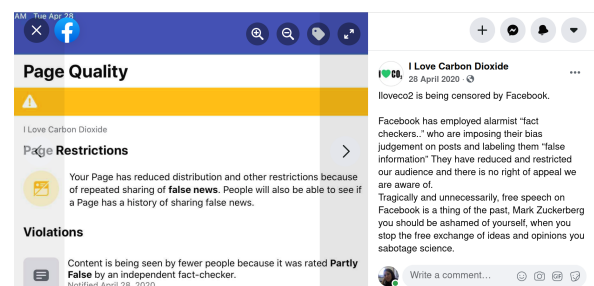 AM Tue Apr 28
Page Quality
I Love Carbon Dioxide
Page Restrictions
Your Page has reduced distribution and other restrictions because
of repeated sharing of false news. People will also be able to see if
a Page has a history of sharing false news.
Violations
Content is being seen by fewer people because it was rated Partly
False by an independent fact-checker.
Notified April 28, 2020
I CO₂
I Love Carbon Dioxide
28 April 2020 ·
Iloveco2 is being censored by Facebook.
Facebook has employed alarmist “fact
checkers..” who are imposing their bias
judgement on posts and labeling them “false
information” They have reduced and restricted
our audience and there is no right of appeal we
are aware of.
Tragically and unnecessarily, free speech on
Facebook is a thing of the past, Mark Zuckerberg
you should be ashamed of yourself, when you
stop the free exchange of ideas and opinions you
sabotage science.
Write a comment...
GIF